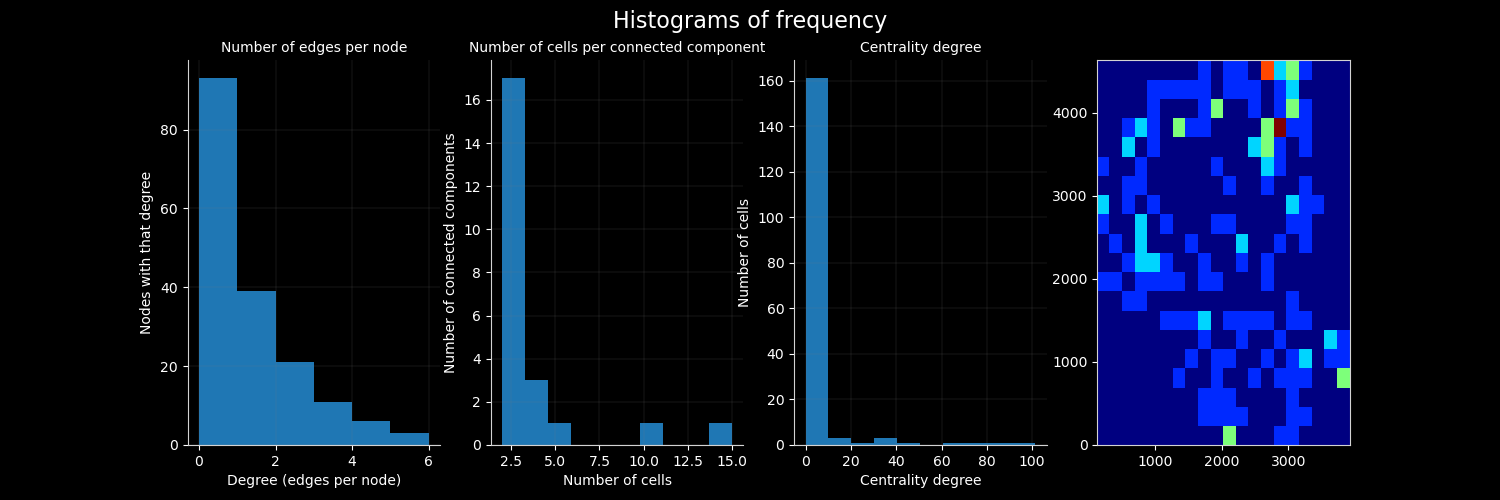 Histograms of frequency
Number of edges per node
Nodes with that degree
80
60
40
20
0
0 2 4 6
Degree (edges per node)
Number of cells per connected component
Number of connected components
16
14
12
10
8
6
4
2
0
2.5 5.0 7.5 10.0 12.5 15.0
Number of cells
Centrality degree
Number of cells
160
140
120
100
80
60
40
20
0
0 20 40 60 80 100
Centrality degree
4000
3000
2000
1000
0
1000 2000 3000